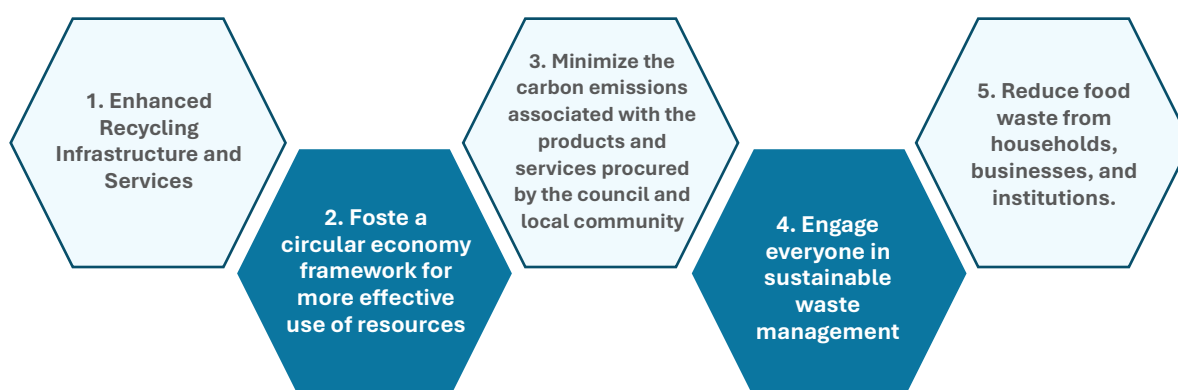 1. Enhanced
Recycling
Infrastructure and
Services
2. Foste a
circular economy
framework for
more effective
use of resources
3. Minimize the
carbon emissions
associated with the
products and
services procured
by the council and
local community
4. Engage
everyone in
sustainable
waste
management
5. Reduce food
waste from
households,
businesses, and
institutions.